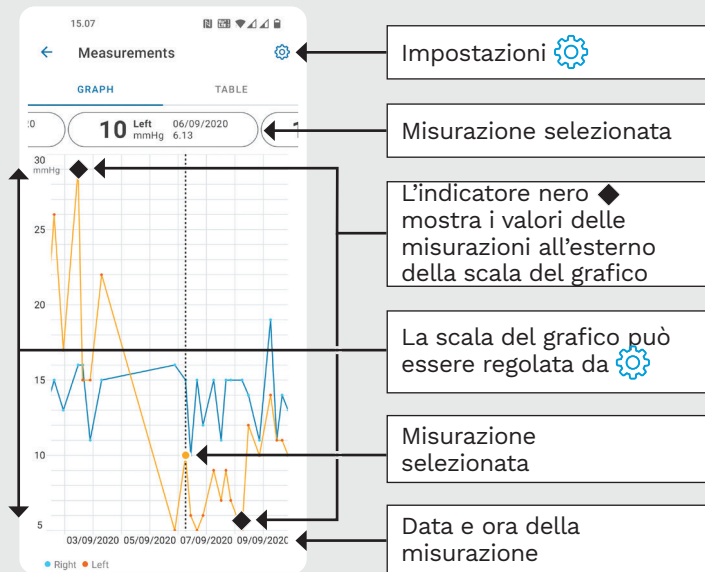 15.07
Measurements
GRAPH
TABLE
10 Left mmHg 06/09/2020 6.13
30
mmHg
25
20
15
10
5
03/09/2020 05/09/2020 07/09/2020 09/09/2020
Right Left
Impostazioni
Misurazione selezionata
L'indicatore nero ◆
mostra i valori delle
misurazioni all'esterno
della scala del grafico
La scala del grafico può
essere regolata da
Misurazione
selezionata
Data e ora della
misurazione